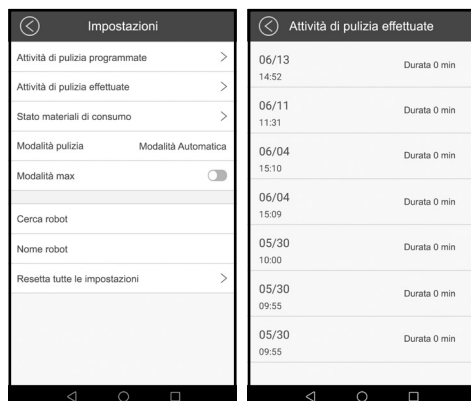 Impostazioni
Attività di pulizia programmate
Attività di pulizia effettuate
Stato materiali di consumo
Modalità pulizia Modalità Automatica
Modalità max
Cerca robot
Nome robot
Resetta tutte le impostazioni
Attività di pulizia effettuate
06/13
14:52
Durata 0 min
06/11
11:31
Durata 0 min
06/04
15:10
Durata 0 min
06/04
15:09
Durata 0 min
05/30
10:00
Durata 0 min
05/30
09:55
Durata 0 min
05/30
09:55
Durata 0 min